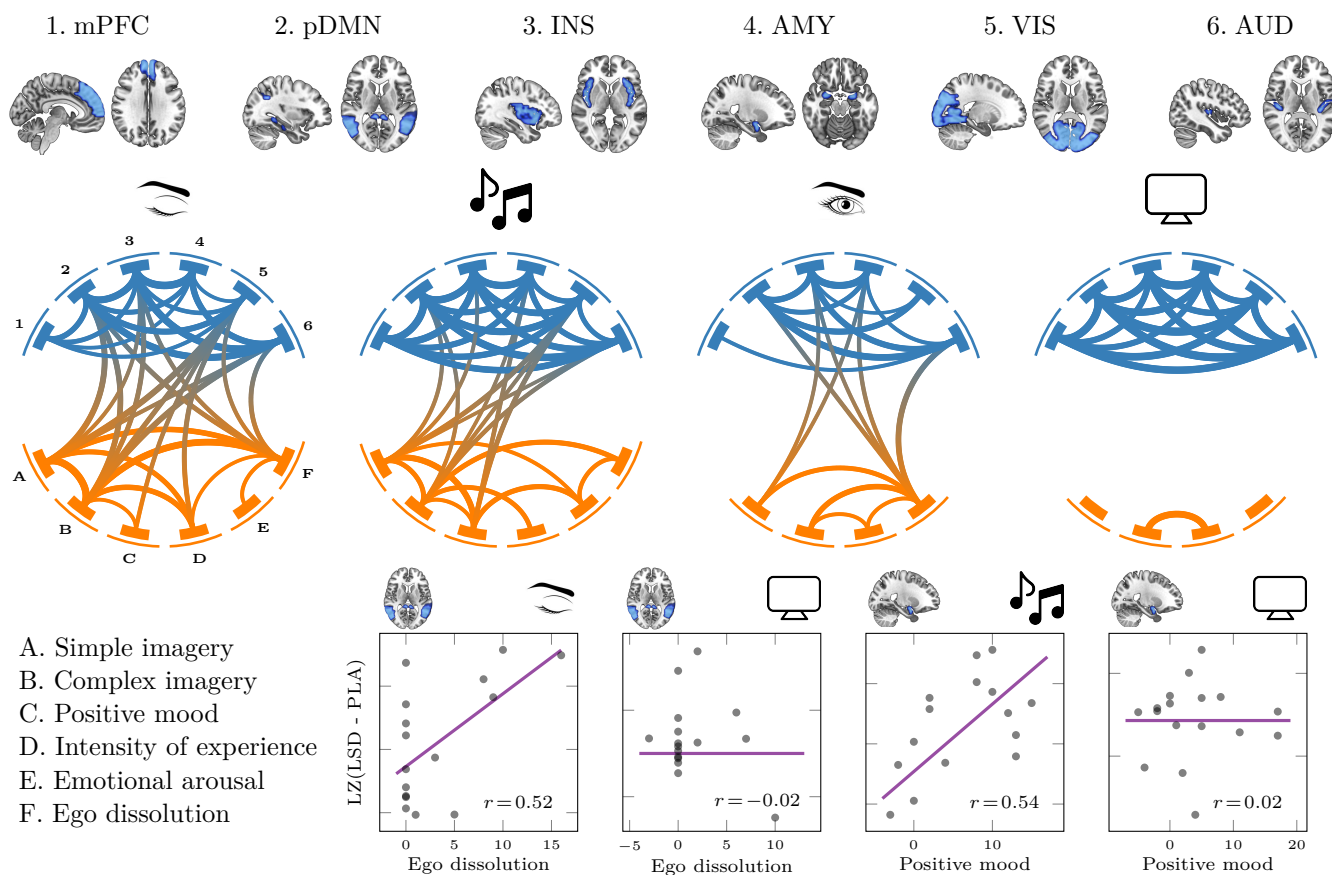 1. mPFC
2. pDMN
3. INS
4. AMY
5. VIS
6. AUD
1
2
3
4
5
6
A
B
C
D
E
F
A. Simple imagery
B. Complex imagery
C. Positive mood
D. Intensity of experience
E. Emotional arousal
F. Ego dissolution
LZ(LSD - PLA)
r = 0.52
0 5 10 15
Ego dissolution
r = −0.02
−5 0 5 10
Ego dissolution
r = 0.54
0 10
Positive mood
r = 0.02
0 10 20
Positive mood